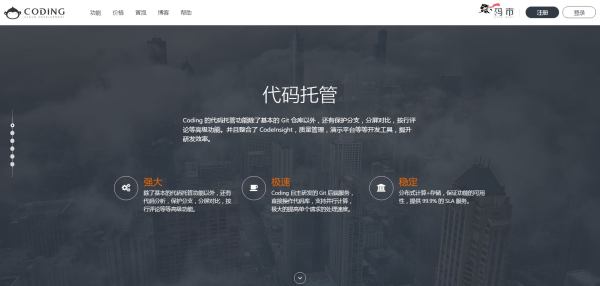 CODING
功能 价格 冒泡 博客 帮助
码市
注册 登录
代码托管
Coding 的代码托管功能除了基本的 Git 仓库以外，还有保护分支，分屏对比，按行评
论等高级功能。并且整合了 CodeInsight，质量管理，演示平台等等开发工具，提升
研发效率。
强大
除了基本的代码托管功能以外，还有
代码分析，保护分支，分屏对比，按
行评论等等高级功能。
极速
Coding 自主研发的 Git 后端服务，
直接操作代码库，支持并行计算，
极大的提高单个请求的处理速度。
稳定
分布式计算+存储，保证功能的可用
性，提供 99.9% 的 SLA 服务。